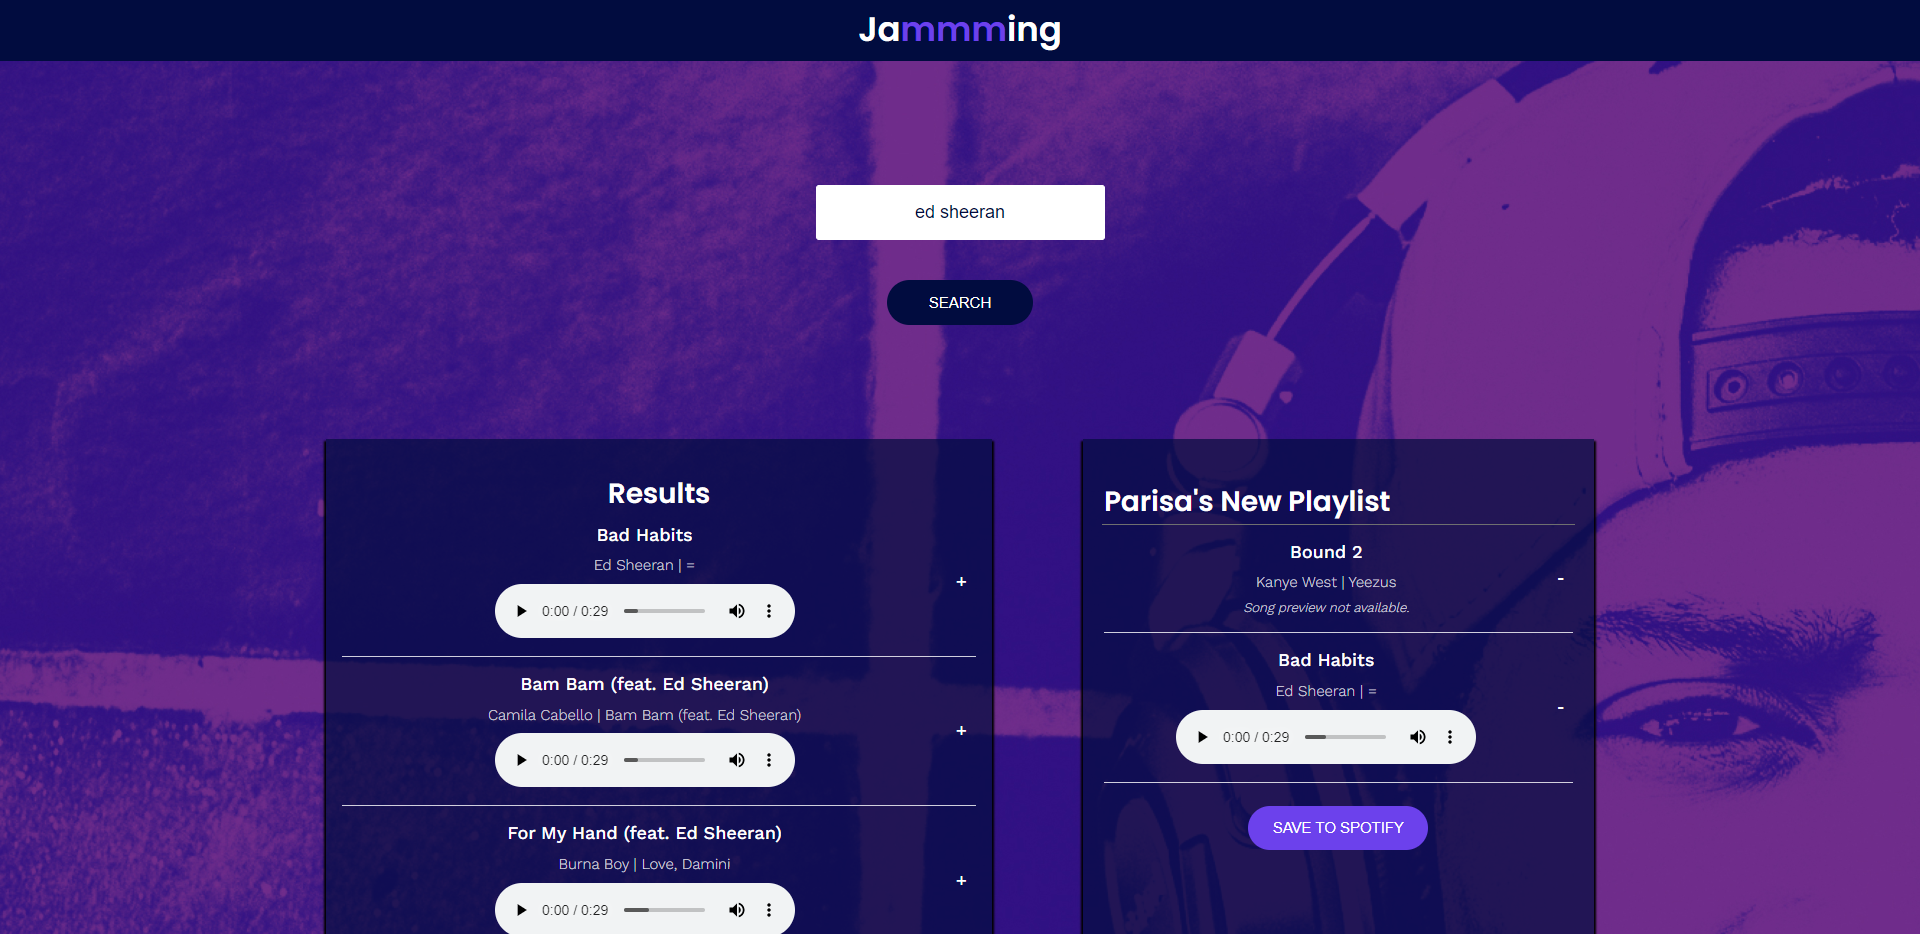 Jammming
ed sheeran
SEARCH
Results
Bad Habits
Ed Sheeran | =
+
0:00 / 0:29
Bam Bam (feat. Ed Sheeran)
Camila Cabello | Bam Bam (feat. Ed Sheeran)
+
0:00 / 0:29
For My Hand (feat. Ed Sheeran)
Burna Boy | Love, Damini
+
0:00 / 0:29
Parisa's New Playlist
Bound 2
Kanye West | Yeezus
-
Song preview not available.
Bad Habits
Ed Sheeran | =
-
0:00 / 0:29
SAVE TO SPOTIFY